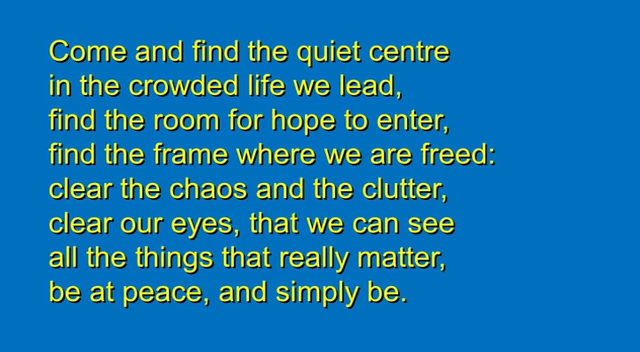 Come and find the quiet centre
in the crowded life we lead,
find the room for hope to enter,
find the frame where we are freed:
clear the chaos and the clutter,
clear our eyes, that we can see
all the things that really matter,
be at peace, and simply be.